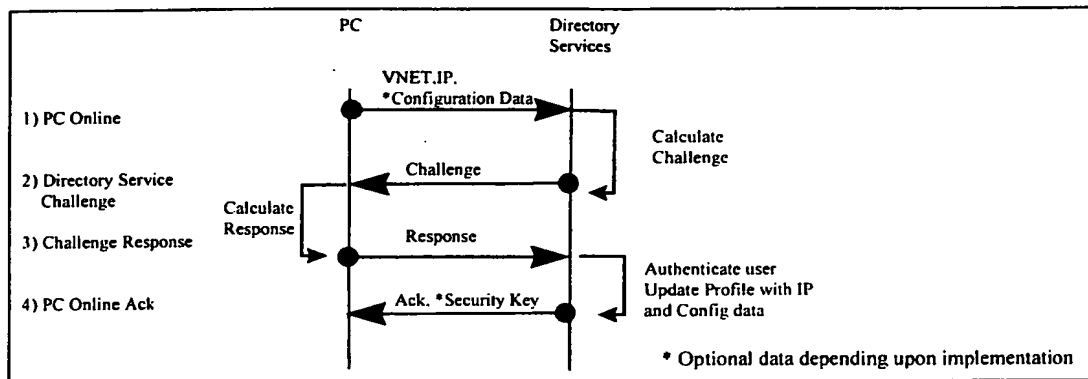 PC
Directory
Services
VNET.IP.
*Configuration Data
1) PC Online
Calculate
Challenge
Challenge
2) Directory Service
Challenge
Calculate
Response
Response
3) Challenge Response
Authenticate user
Update Profile with IP
and Config data
4) PC Online Ack
Ack. *Security Key
* Optional data depending upon implementation